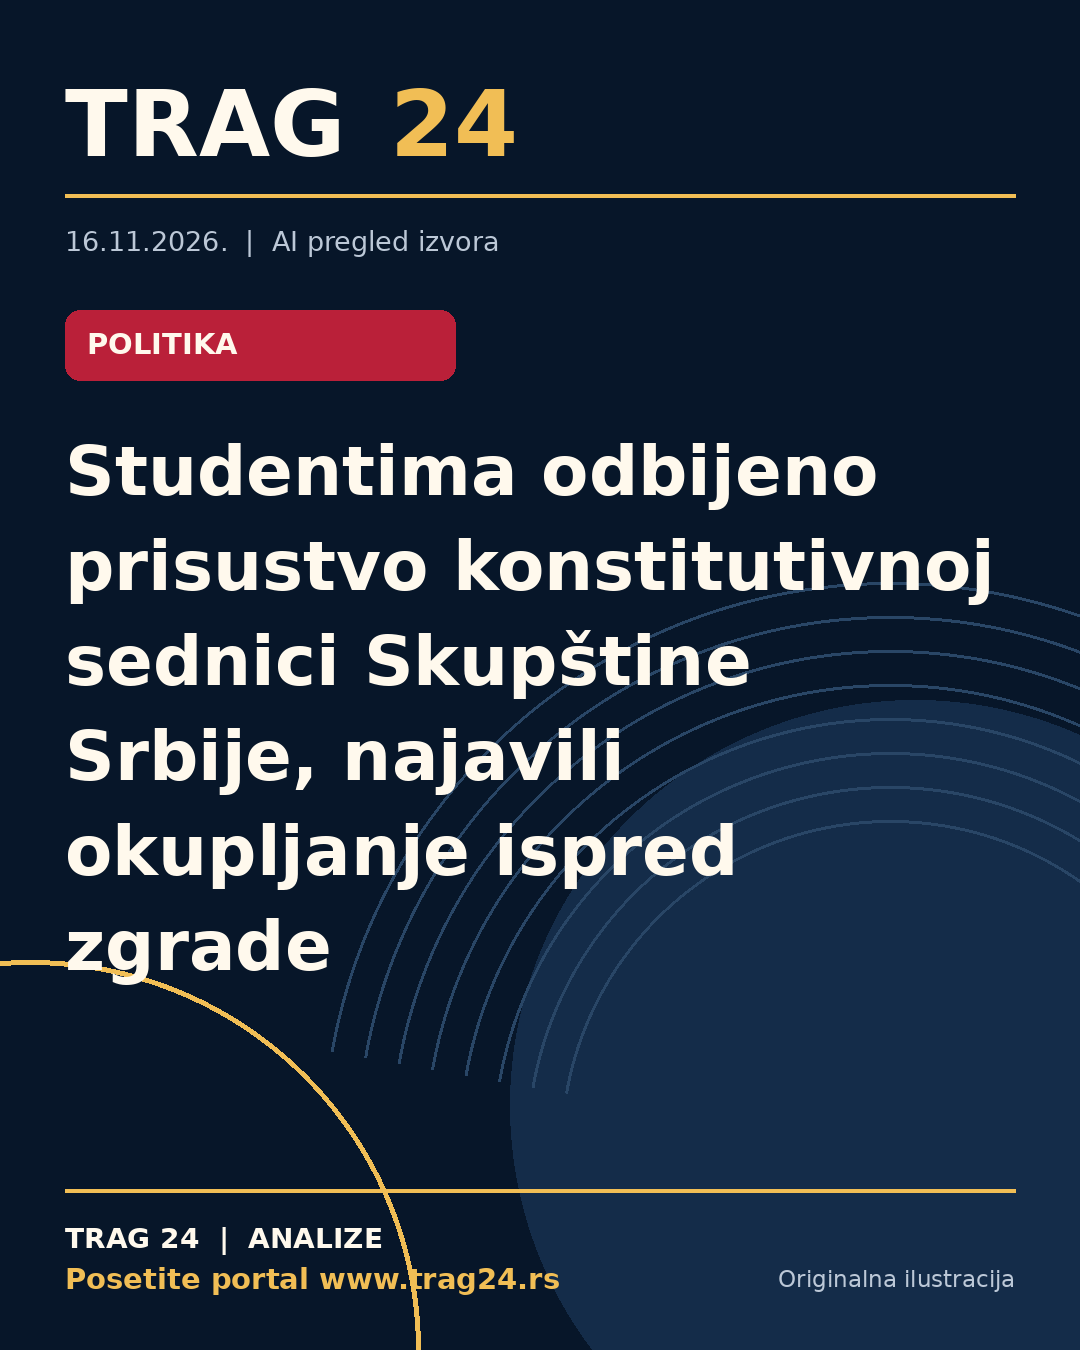 TRAG 24
16.11.2026. | AI pregled izvora
POLITIKA
Studentima odbijeno
prisustvo konstitutivnoj
sednici Skupštine
Srbije, najavili
okupljanje ispred
zgrade
TRAG 24 | ANALIZE
Posetite portal www.trag24.rs
Originalna ilustracija